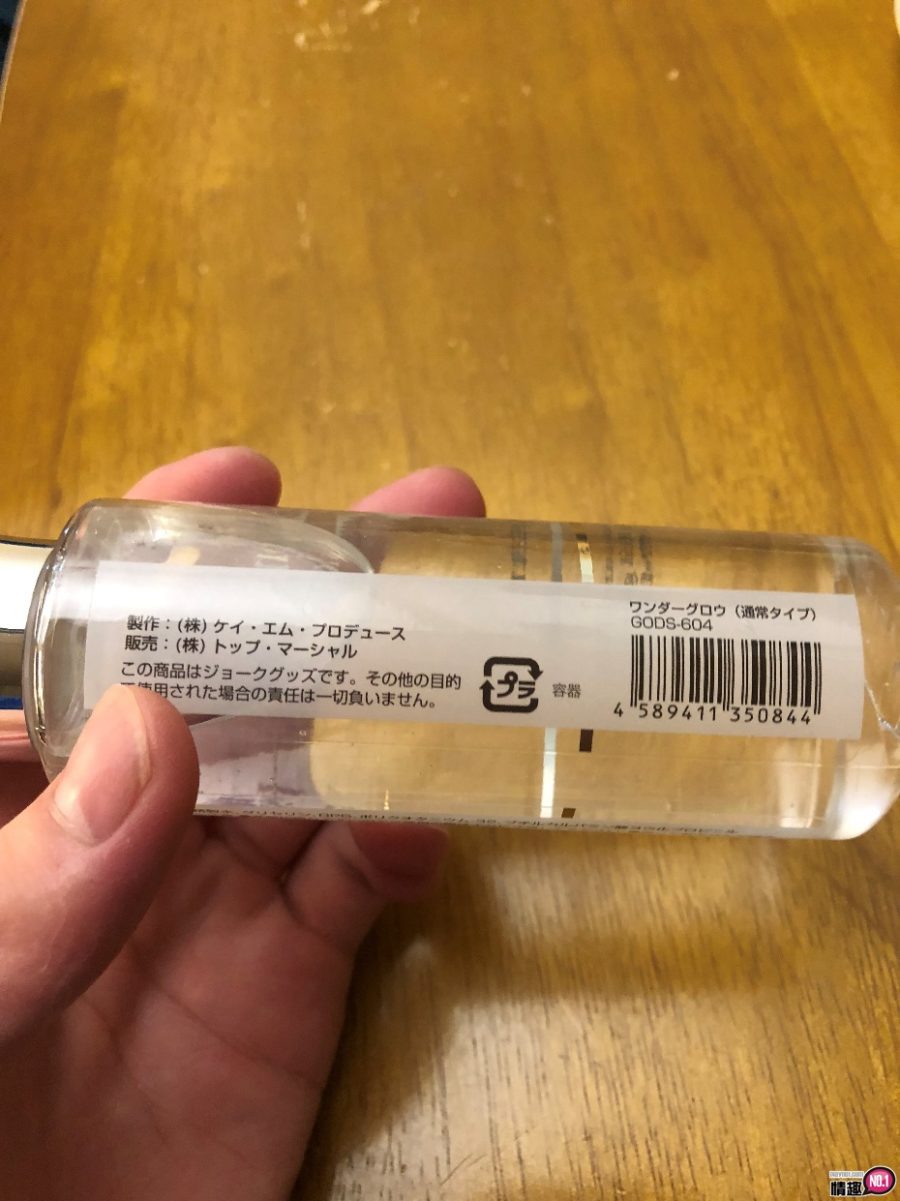 製作：(株) ケイ・エム・プロデュース
販売：(株) トップ・マーシャル
この商品はジョークグッズです。その他の目的
使用された場合の責任は一切負いません。
プラ
容器
ワンダーグロウ（通常タイプ）
GODS-604
4 589411 350844
情趣 NO.1